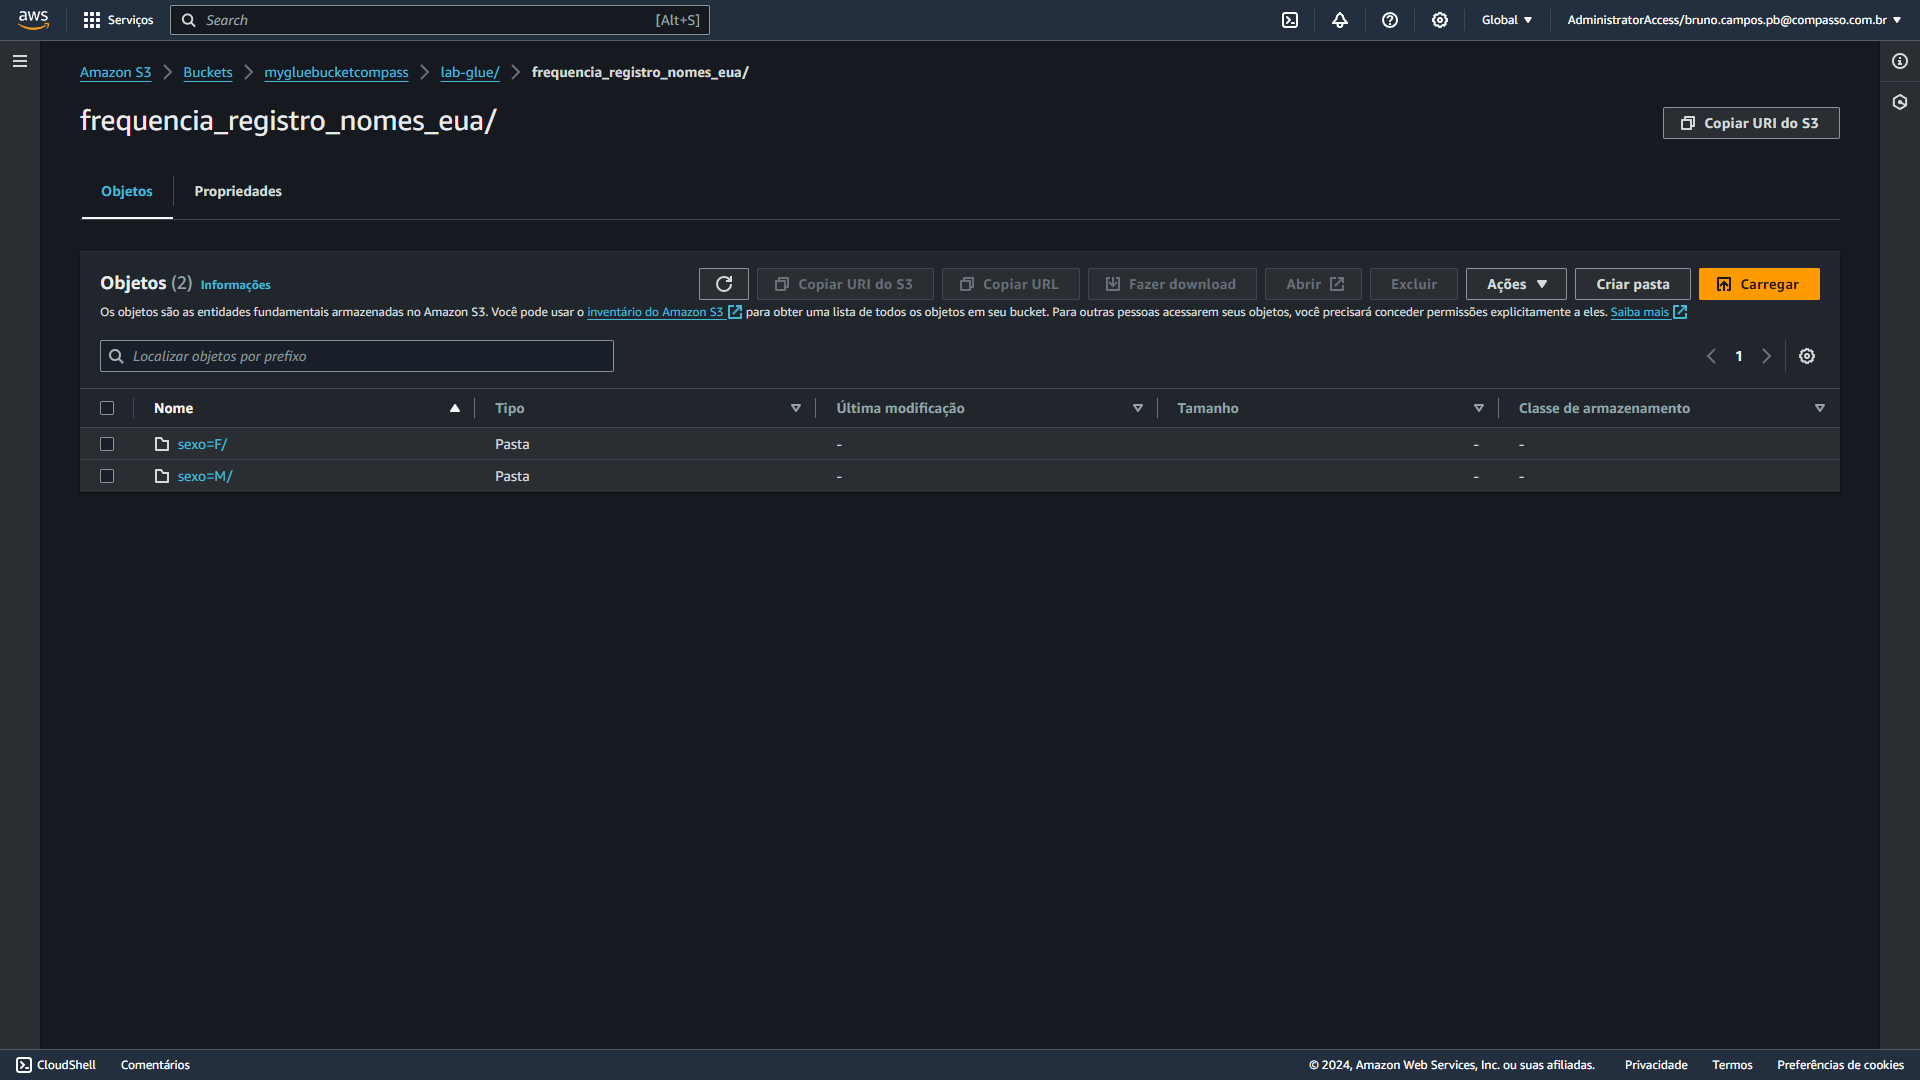 aws Serviços Search [Alt+S] Global AdministratorAccess/bruno.campos.pb@compasso.com.br
Amazon S3 Buckets mygluebucketcompass lab-glue/ frequencia_registro_nomes_eua/
frequencia_registro_nomes_eua/
Copiar URI do S3
Objetos Propriedades
Objetos (2) Informações Copiar URI do S3 Copiar URL Fazer download Abrir Excluir Ações Criar pasta Carregar
Os objetos são as entidades fundamentais armazenadas no Amazon S3. Você pode usar o inventário do Amazon S3 para obter uma lista de todos os objetos em seu bucket. Para outras pessoas acessarem seus objetos, você precisará conceder permissões explicitamente a eles. Saiba mais
Localizar objetos por prefixo 1
Nome Tipo Última modificação Tamanho Classe de armazenamento
sexo=F/ Pasta - - -
sexo=M/ Pasta - - -
CloudShell Comentários © 2024, Amazon Web Services, Inc. ou suas afiliadas. Privacidade Termos Preferências de cookies